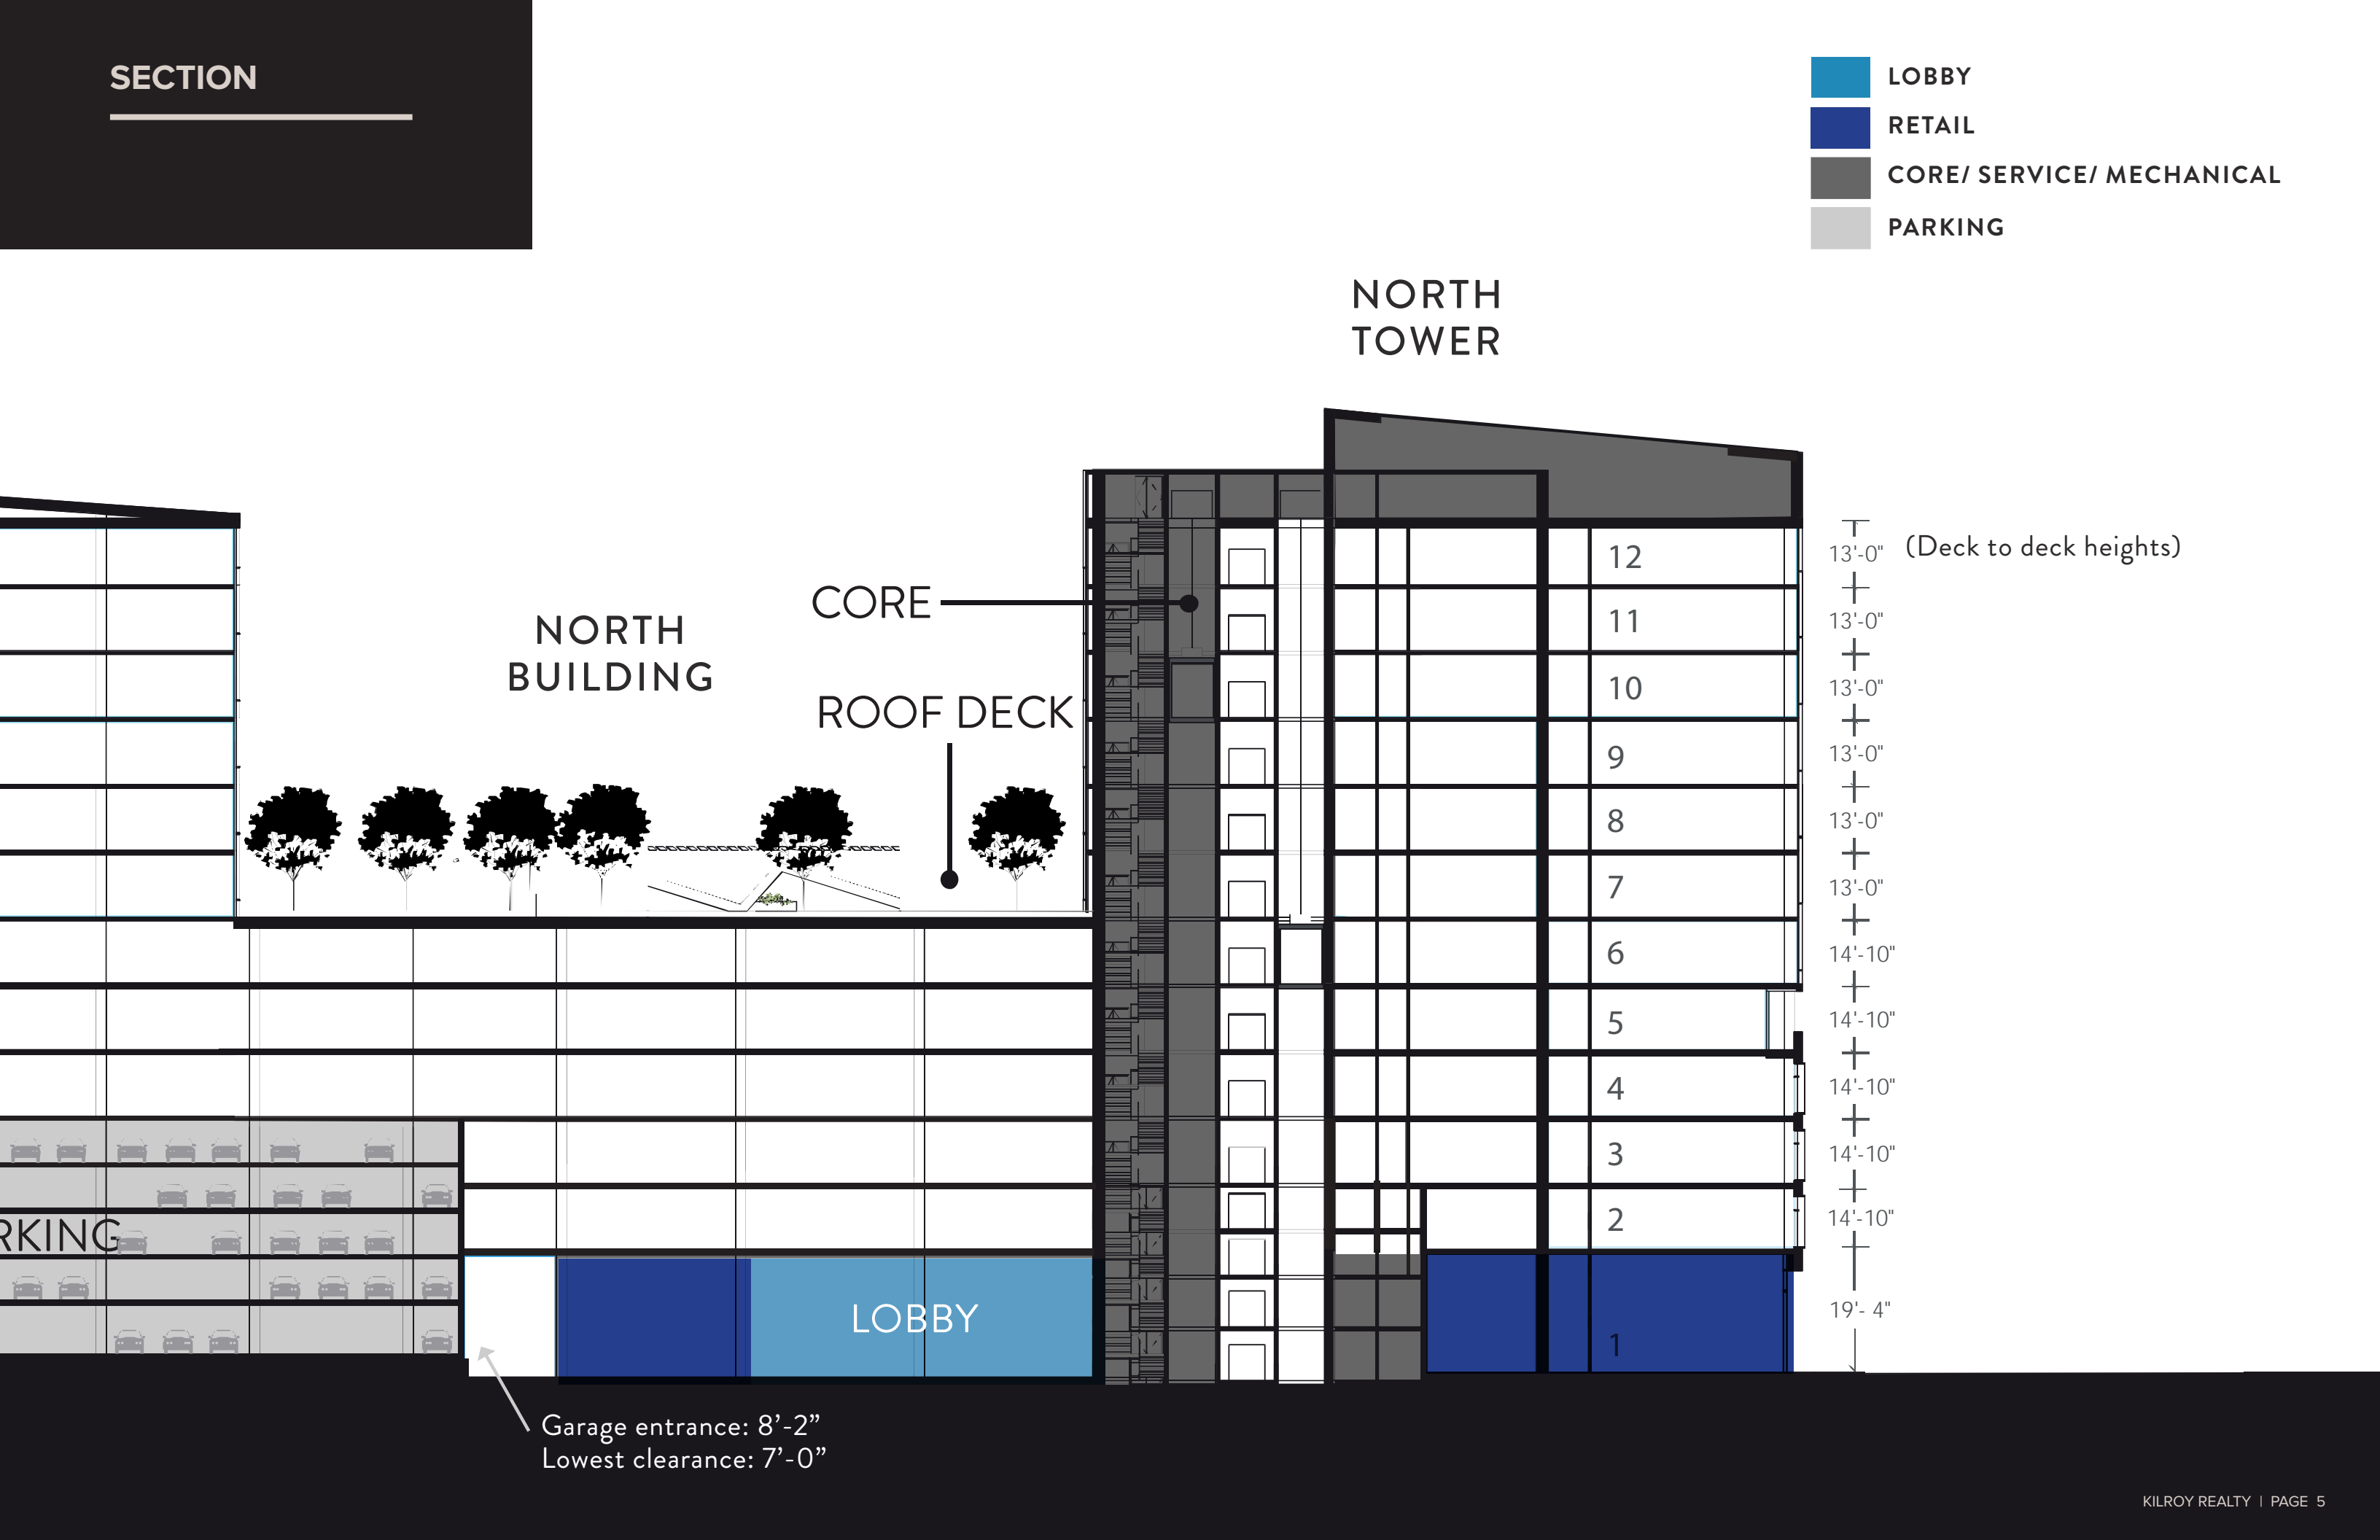 SECTION
LOBBY
RETAIL
CORE/ SERVICE/ MECHANICAL
PARKING
NORTH
TOWER
(Deck to deck heights)
CORE
NORTH
BUILDING
ROOF DECK
12
13'-0"
11
13'-0"
10
13'-0"
9
13'-0"
8
13'-0"
7
13'-0"
6
14'-10"
5
14'-10"
4
14'-10"
3
14'-10"
2
14'-10"
RKING
LOBBY
1
19'- 4"
Garage entrance: 8’-2”
Lowest clearance: 7’-0”
KILROY REALTY | PAGE 5